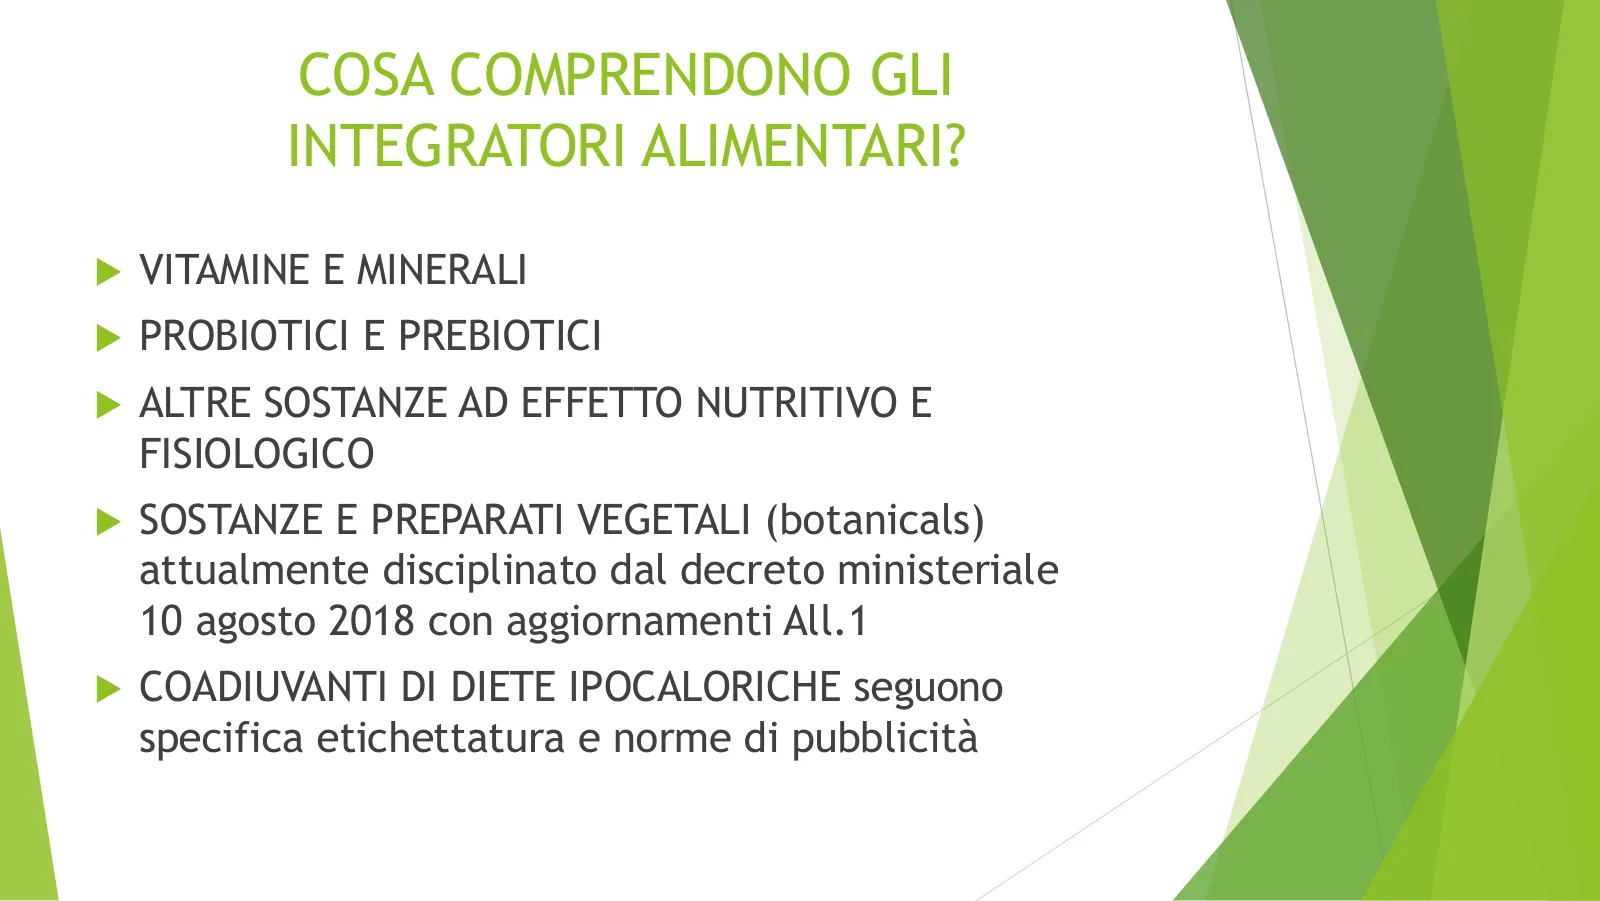 COSA COMPRENDONO GLI
INTEGRATORI ALIMENTARI?
VITAMINE E MINERALI
PROBIOTICI E PREBIOTICI
ALTRE SOSTANZE AD EFFETTO NUTRITIVO E
FISIOLOGICO
SOSTANZE E PREPARATI VEGETALI (botanicals)
attualmente disciplinato dal decreto ministeriale
10 agosto 2018 con aggiornamenti All.1
COADIUVANTI DI DIETE IPOCALORICHE seguono
specifica etichettatura e norme di pubblicità